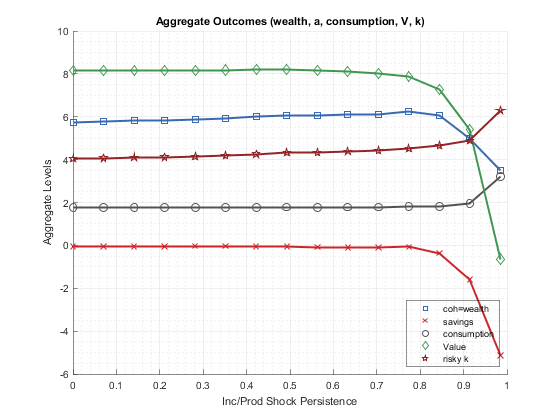 Aggregate Outcomes (wealth, a, consumption, V, k)
10
8
6
4
2
0
-2
-4
-6
Aggregate Levels
0
0.1
0.2
0.3
0.4
0.5
0.6
0.7
0.8
0.9
1
Inc/Prod Shock Persistence
coh=wealth
savings
consumption
Value
risky k